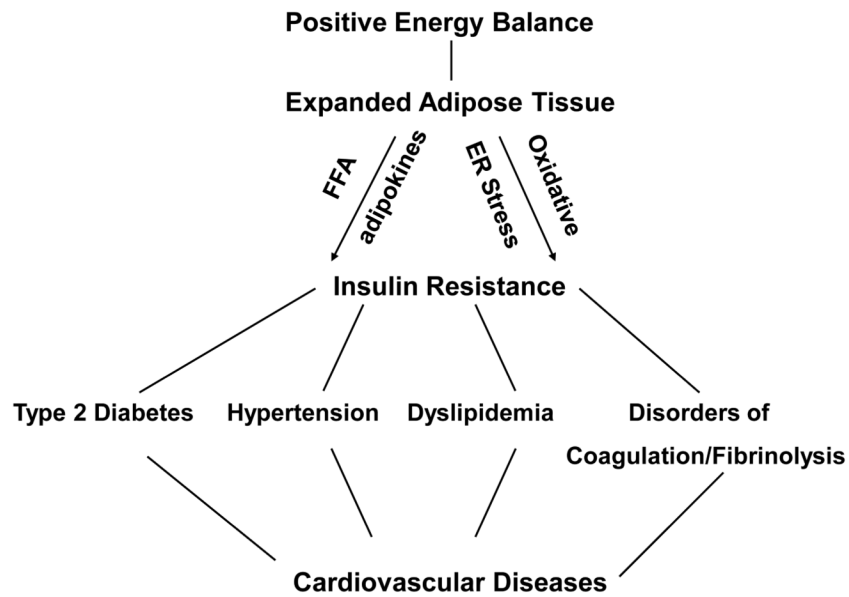 Positive Energy Balance
Expanded Adipose Tissue
FFA
adipokines
ER Stress
Oxidative
Insulin Resistance
Type 2 Diabetes
Hypertension
Dyslipidemia
Disorders of
Coagulation/Fibrinolysis
Cardiovascular Diseases